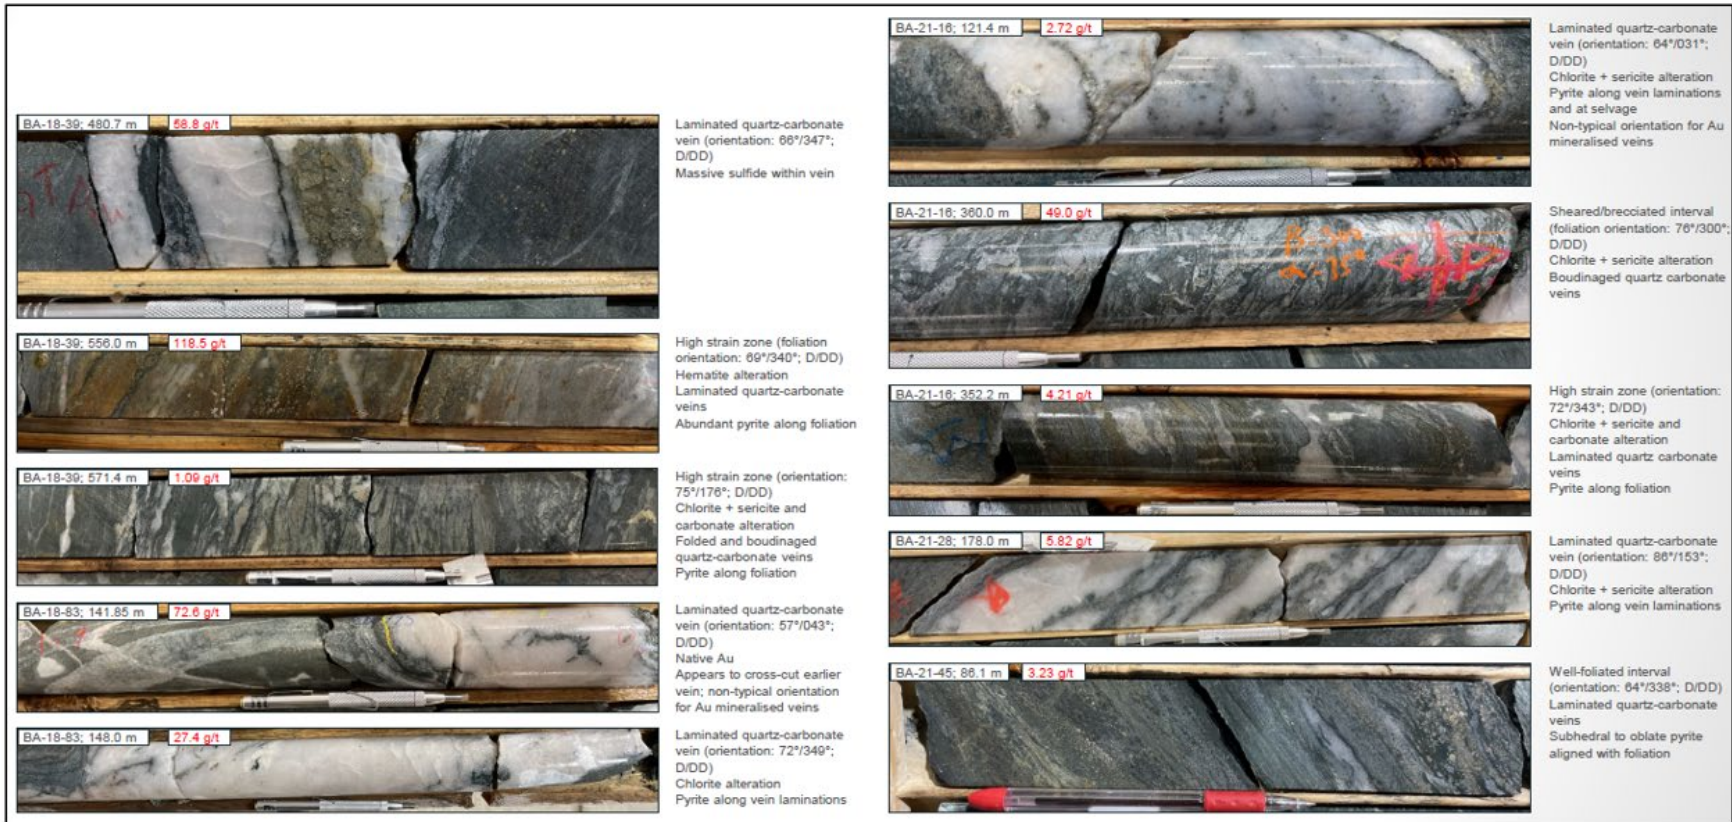 BA-18-39; 480.7 m
58.8 g/t
Laminated quartz-carbonate
vein (orientation: 66°/347°;
D/DD)
Massive sulfide within vein
BA-18-39; 556.0 m
118.5 g/t
High strain zone (foliation
orientation: 69°/340°; D/DD)
Hematite alteration
Laminated quartz-carbonate
veins
Abundant pyrite along foliation
BA-18-39; 571.4 m
1.09 g/t
High strain zone (orientation:
75°/176°; D/DD)
Chlorite + sericite and
carbonate alteration
Folded and boudinaged
quartz-carbonate veins
Pyrite along foliation
BA-18-83; 141.85 m
72.6 g/t
Laminated quartz-carbonate
vein (orientation: 57°/043°;
D/DD)
Native Au
Appears to cross-cut earlier
vein; non-typical orientation
for Au mineralised veins
BA-18-83; 148.0 m
27.4 g/t
Laminated quartz-carbonate
vein (orientation: 72°/349°;
D/DD)
Chlorite alteration
Pyrite along vein laminations
BA-21-16; 121.4 m
2.72 g/t
Laminated quartz-carbonate
vein (orientation: 64°/031°;
D/DD)
Chlorite + sericite alteration
Pyrite along vein laminations
and at selvage
Non-typical orientation for Au
mineralised veins
BA-21-16; 360.0 m
49.0 g/t
Sheared/brecciated interval
(foliation orientation: 76°/300°;
D/DD)
Chlorite + sericite alteration
Boudinaged quartz carbonate
veins
BA-21-16; 352.2 m
4.21 g/t
High strain zone (orientation:
72°/343°; D/DD)
Chlorite + sericite and
carbonate alteration
Laminated quartz carbonate
veins
Pyrite along foliation
BA-21-28; 178.0 m
5.82 g/t
Laminated quartz-carbonate
vein (orientation: 86°/153°;
D/DD)
Chlorite + sericite alteration
Pyrite along vein laminations
BA-21-45; 86.1 m
3.23 g/t
Well-foliated interval
(orientation: 64°/338°; D/DD)
Laminated quartz-carbonate
veins
Subhedral to oblate pyrite
aligned with foliation